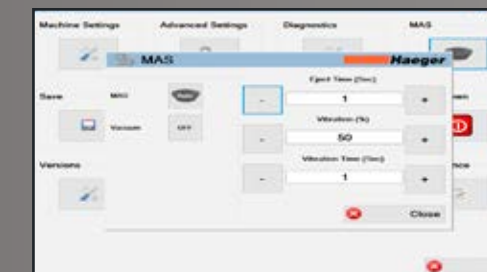 Machine Settings Advanced Settings Diagnostics MAS
MAS Haeger
Eject Time (Sec)
Save MAS - 1 +
Vibration (%)
Vacuum OFF - 50 +
Versions Vibration Time (Sec)
- 1 +
Close